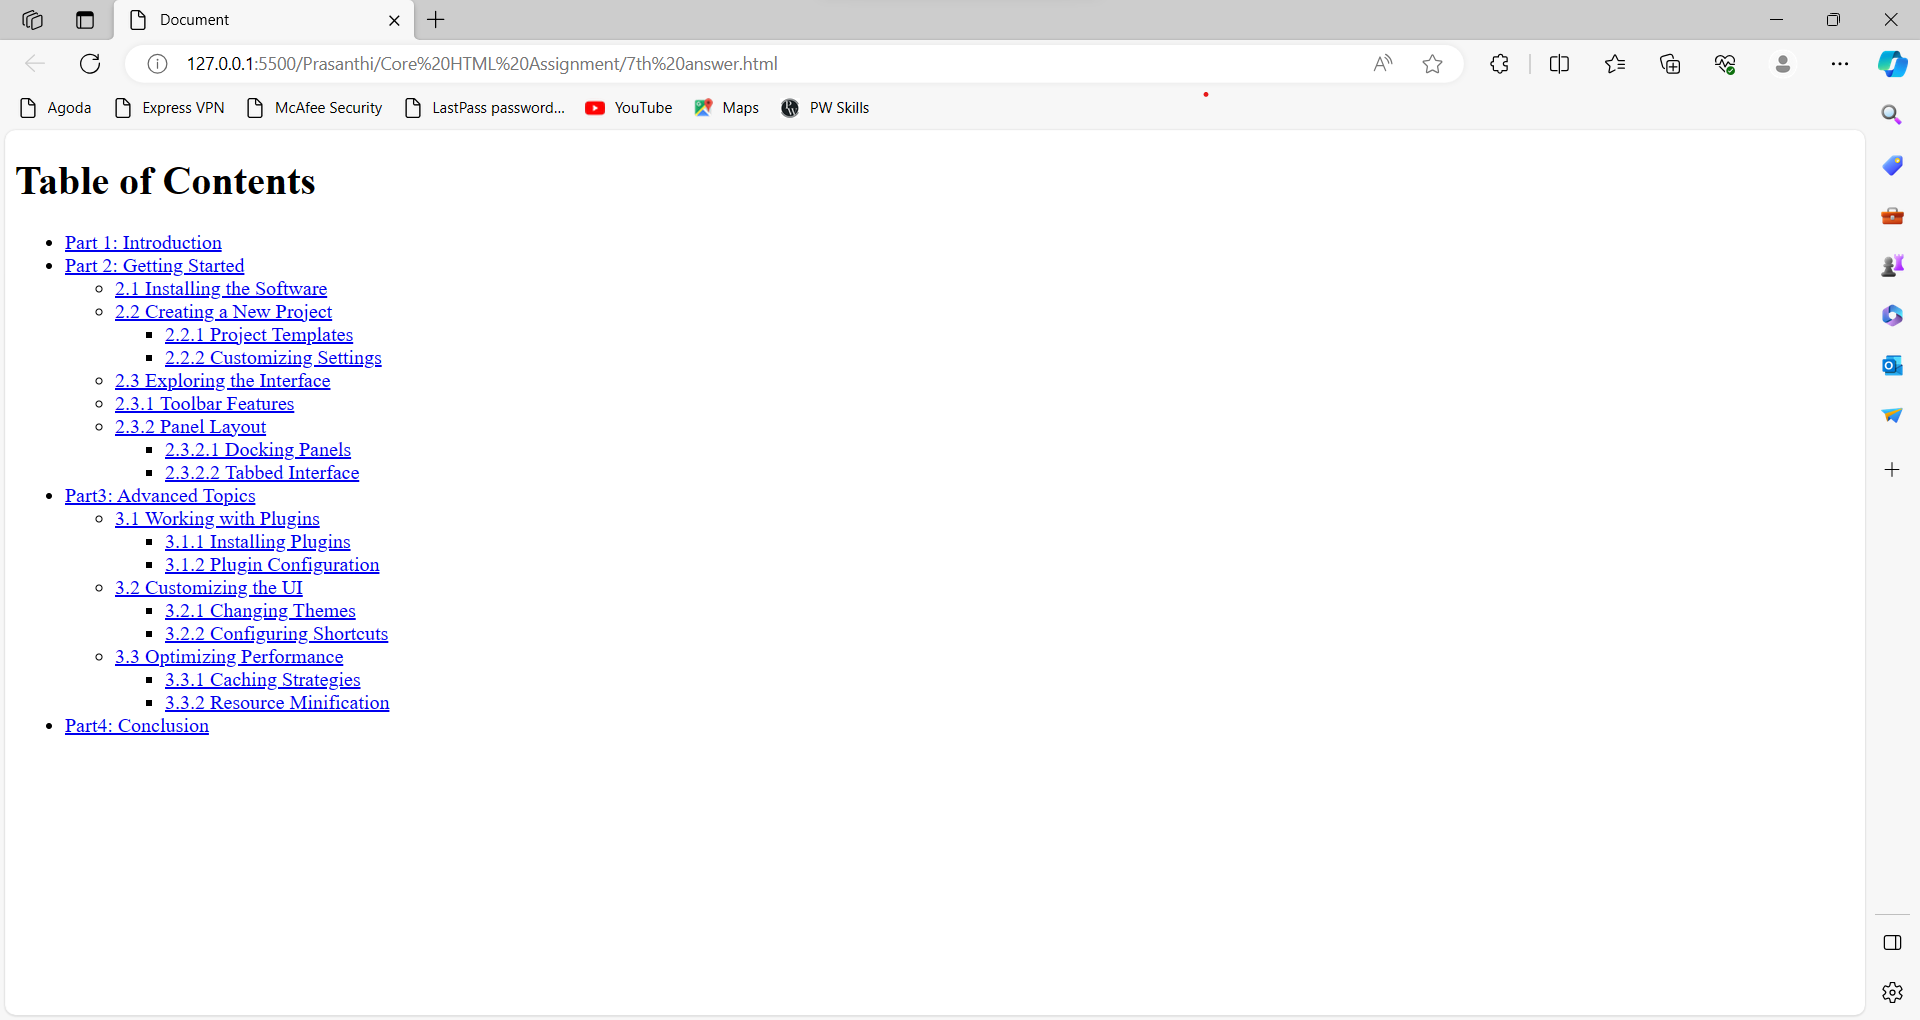 Document
127.0.0.1:5500/Prasanthi/Core%20HTML%20Assignment/7th%20answer.html
Agoda Express VPN McAfee Security LastPass password... YouTube Maps PW Skills
Table of Contents
Part 1: Introduction
Part 2: Getting Started
2.1 Installing the Software
2.2 Creating a New Project
2.2.1 Project Templates
2.2.2 Customizing Settings
2.3 Exploring the Interface
2.3.1 Toolbar Features
2.3.2 Panel Layout
2.3.2.1 Docking Panels
2.3.2.2 Tabbed Interface
Part3: Advanced Topics
3.1 Working with Plugins
3.1.1 Installing Plugins
3.1.2 Plugin Configuration
3.2 Customizing the UI
3.2.1 Changing Themes
3.2.2 Configuring Shortcuts
3.3 Optimizing Performance
3.3.1 Caching Strategies
3.3.2 Resource Minification
Part4: Conclusion